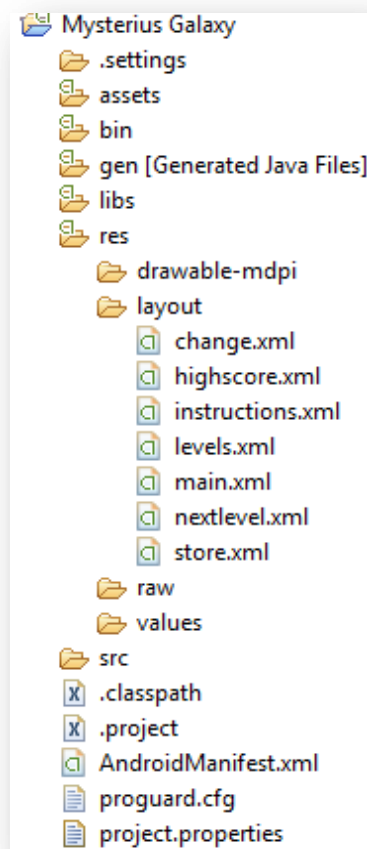 Mysterius Galaxy
.settings
assets
bin
gen [Generated Java Files]
libs
res
drawable-mdpi
layout
change.xml
highscore.xml
instructions.xml
levels.xml
main.xml
nextlevel.xml
store.xml
raw
values
src
.classpath
.project
AndroidManifest.xml
proguard.cfg
project.properties